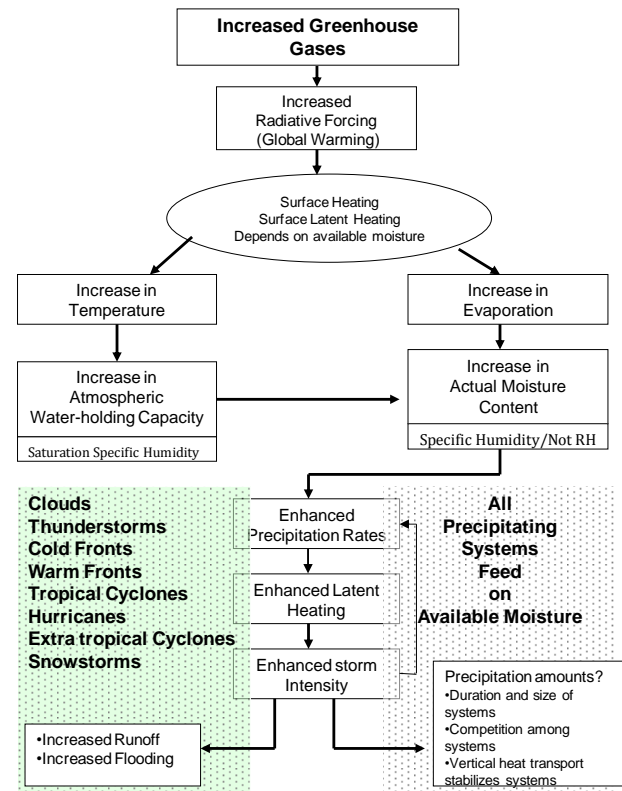 Increased Greenhouse
Gases
Increased
Radiative Forcing
(Global Warming)
Surface Heating
Surface Latent Heating
Depends on available moisture
Increase in
Temperature
Increase in
Evaporation
Increase in
Atmospheric
Water-holding Capacity
Saturation Specific Humidity
Increase in
Actual Moisture
Content
Specific Humidity/Not RH
Clouds
Thunderstorms
Cold Fronts
Warm Fronts
Tropical Cyclones
Hurricanes
Extra tropical Cyclones
Snowstorms
Enhanced
Precipitation Rates
Enhanced Latent
Heating
Enhanced storm
Intensity
All
Precipitating
Systems
Feed
on
Available Moisture
•Increased Runoff
•Increased Flooding
Precipitation amounts?
•Duration and size of
systems
•Competition among
systems
•Vertical heat transport
stabilizes systems